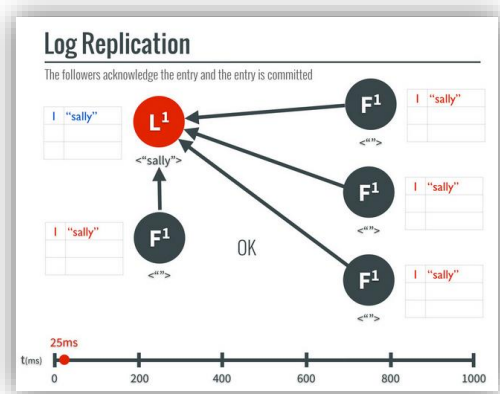 Log Replication
The followers acknowledge the entry and the entry is committed
1 "sally"
L1
<"sally">
F1
<"">
1 "sally"
F1
<"">
1 "sally"
1 "sally"
F1
<"">
OK
F1
<"">
1 "sally"
25ms
t(ms)
0 200 400 600 800 1000